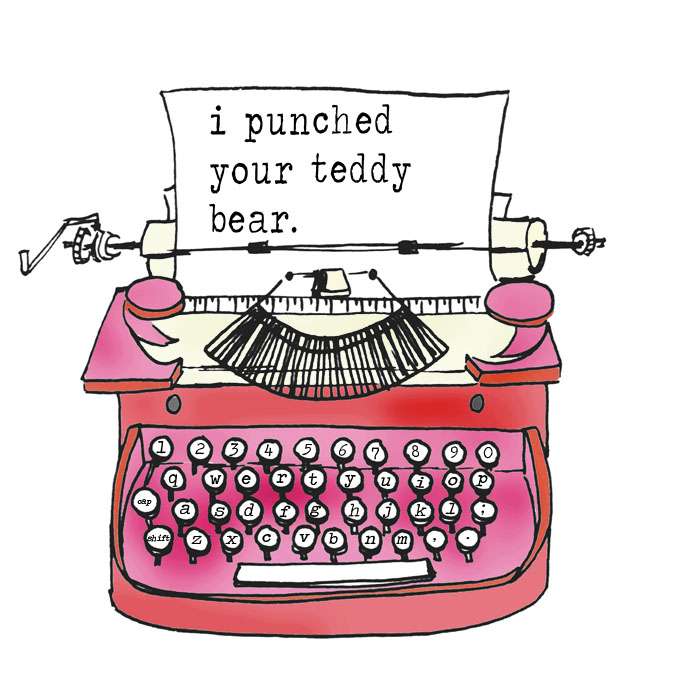 i punched
your teddy
bear.
1 2 3 4 5 6 7 8 9 0
q w e r t y u i o p
cap a s d f g h j k l ;
shift z x c v b n m , .